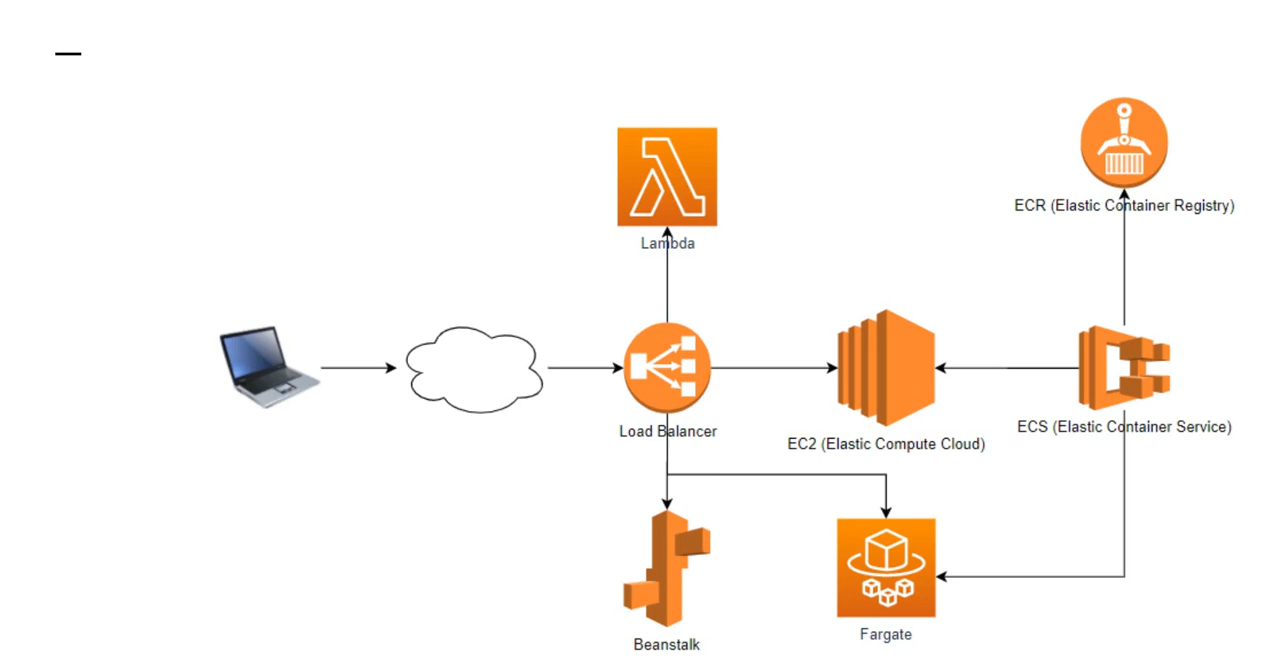 ECR (Elastic Container Registry)
Lambda
Load Balancer
EC2 (Elastic Compute Cloud)
ECS (Elastic Container Service)
Beanstalk
Fargate